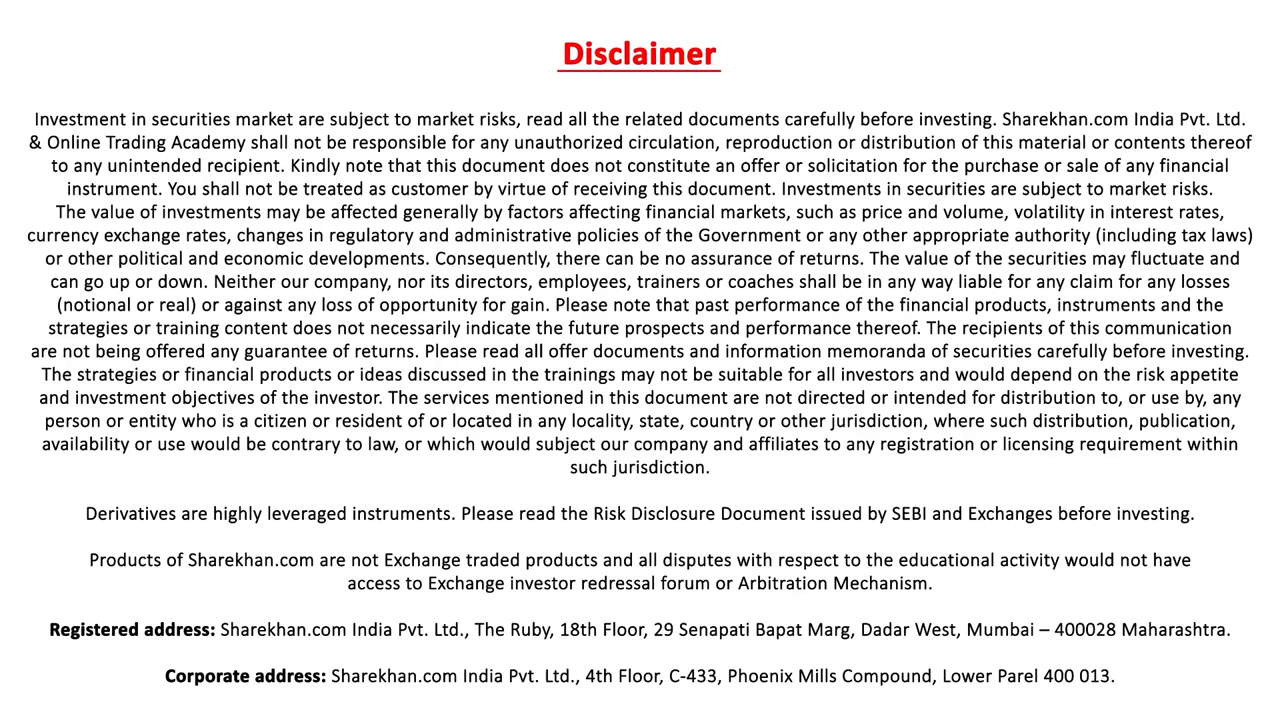 Disclaimer
Investment in securities market are subject to market risks, read all the related documents carefully before investing. Sharekhan.com India Pvt. Ltd.
& Online Trading Academy shall not be responsible for any unauthorized circulation, reproduction or distribution of this material or contents thereof
to any unintended recipient. Kindly note that this document does not constitute an offer or solicitation for the purchase or sale of any financial
instrument. You shall not be treated as customer by virtue of receiving this document. Investments in securities are subject to market risks.
The value of investments may be affected generally by factors affecting financial markets, such as price and volume, volatility in interest rates,
currency exchange rates, changes in regulatory and administrative policies of the Government or any other appropriate authority (including tax laws)
or other political and economic developments. Consequently, there can be no assurance of returns. The value of the securities may fluctuate and
can go up or down. Neither our company, nor its directors, employees, trainers or coaches shall be in any way liable for any claim for any losses
(notional or real) or against any loss of opportunity for gain. Please note that past performance of the financial products, instruments and the
strategies or training content does not necessarily indicate the future prospects and performance thereof. The recipients of this communication
are not being offered any guarantee of returns. Please read all offer documents and information memoranda of securities carefully before investing.
The strategies or financial products or ideas discussed in the trainings may not be suitable for all investors and would depend on the risk appetite
and investment objectives of the investor. The services mentioned in this document are not directed or intended for distribution to, or use by, any
person or entity who is a citizen or resident of or located in any locality, state, country or other jurisdiction, where such distribution, publication,
availability or use would be contrary to law, or which would subject our company and affiliates to any registration or licensing requirement within
such jurisdiction.
Derivatives are highly leveraged instruments. Please read the Risk Disclosure Document issued by SEBI and Exchanges before investing.
Products of Sharekhan.com are not Exchange traded products and all disputes with respect to the educational activity would not have
access to Exchange investor redressal forum or Arbitration Mechanism.
Registered address: Sharekhan.com India Pvt. Ltd., The Ruby, 18th Floor, 29 Senapati Bapat Marg, Dadar West, Mumbai – 400028 Maharashtra.
Corporate address: Sharekhan.com India Pvt. Ltd., 4th Floor, C-433, Phoenix Mills Compound, Lower Parel 400 013.